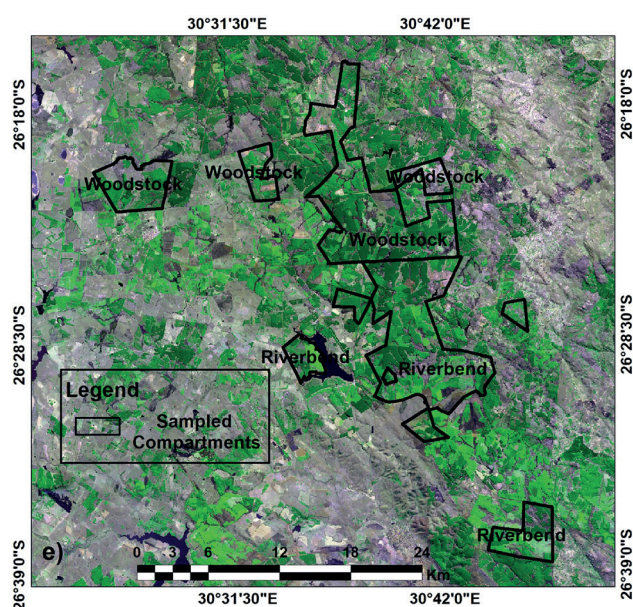 30°31'30"E 30°42'0"E
26°18'0"S 26°18'0"S
Woodstock
Woodstock
Woodstock
Woodstock
26°28'30"S 26°28'30"S
Riverbend
Riverbend
Legend
Sampled
Compartments
Riverbend
e)
0 3 6 12 18 24
Km
26°39'0"S 26°39'0"S
30°31'30"E 30°42'0"E